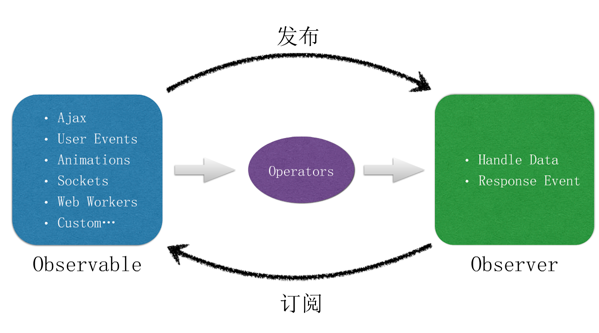 发布
• Ajax
• User Events
• Animations
• Sockets
• Web Workers
• Custom…
Operators
• Handle Data
• Response Event
Observable
Observer
订阅